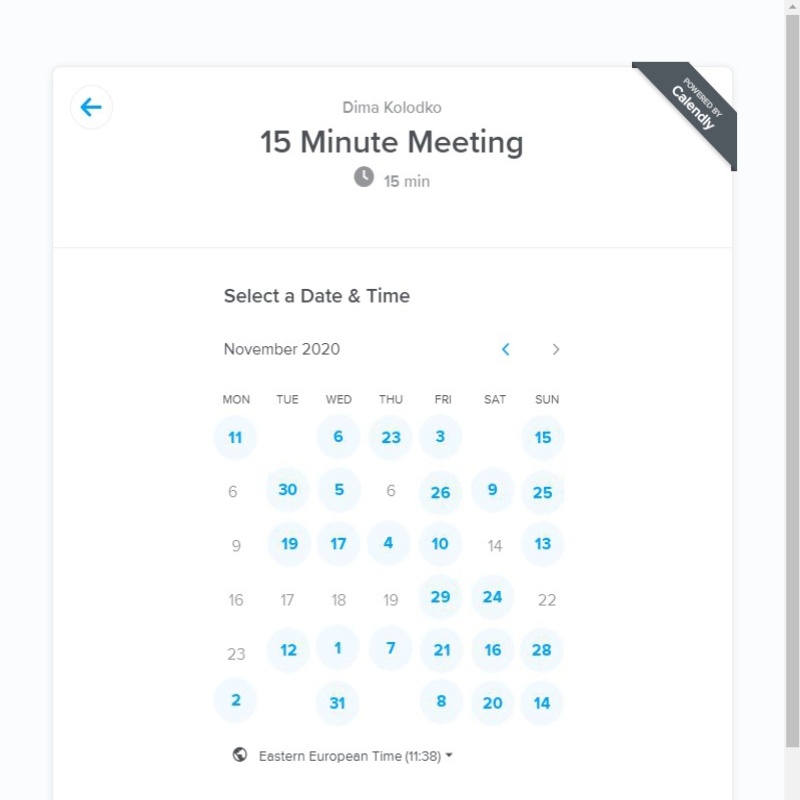 POWERED BY
Calendly
Dima Kolodko
15 Minute Meeting
15 min
Select a Date & Time
November 2020
MON TUE WED THU FRI SAT SUN
11 6 23 3 15
6 30 5 6 26 9 25
9 19 17 4 10 14 13
16 17 18 19 29 24 22
23 12 1 7 21 16 28
2 31 8 20 14
Eastern European Time (11:38)